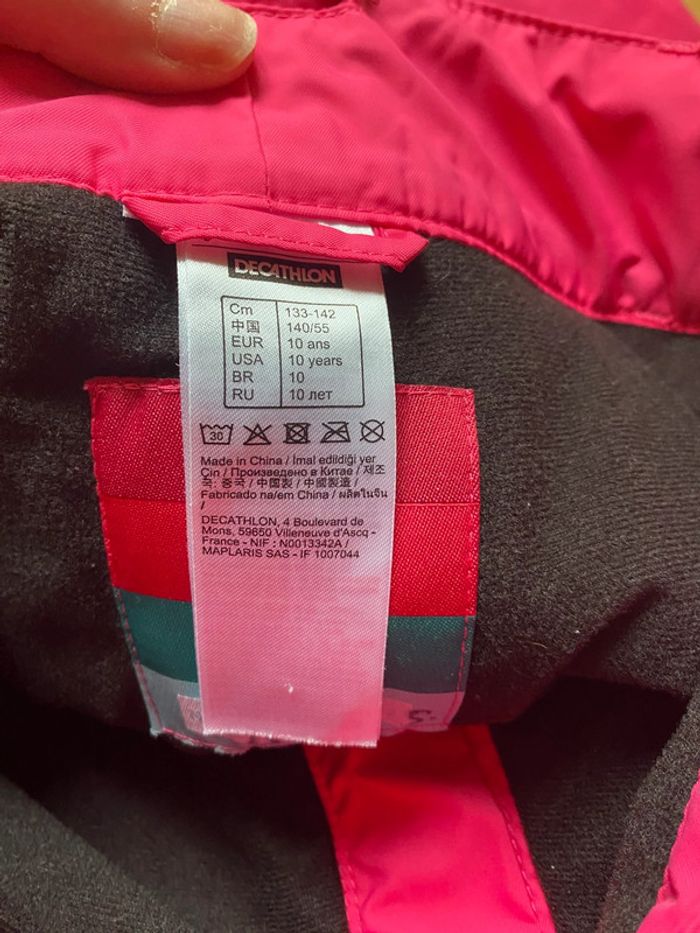 DECATHLON
Cm 133-142
中国 140/55
EUR 10 ans
USA 10 years
BR 10
RU 10 лет
30
Made in China / Imal edildiği yer
Çin / Произведено в Китае / 제조
국: 중국 / 中国製 / 中國製造 /
Fabricado na/em China / ผลิตในจีน
/
DECATHLON, 4 Boulevard de
Mons, 59650 Villeneuve d'Ascq -
France - NIF : N0013342A /
MAPLARIS SAS - IF 1007044